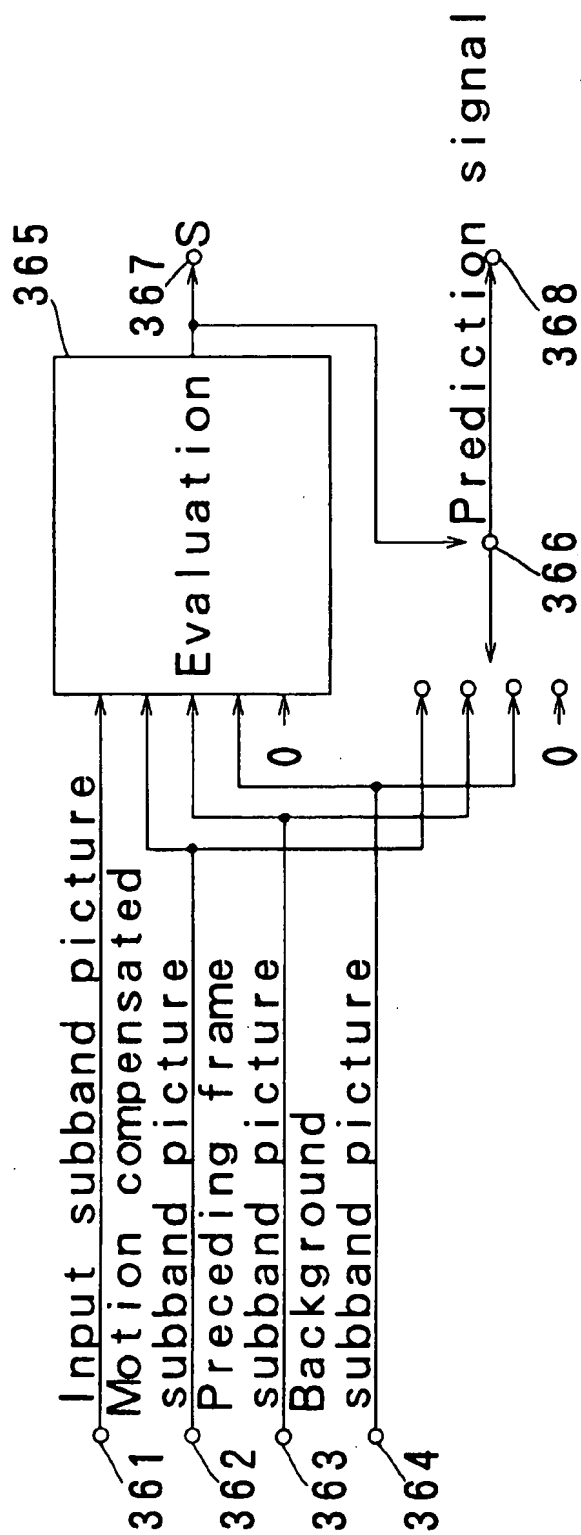 365
367
S
Evaluation
Input subband picture
361
Motion compensated
subband picture
362
Preceding frame
subband picture
363
Background
subband picture
364
0
0
366
Prediction signal
368